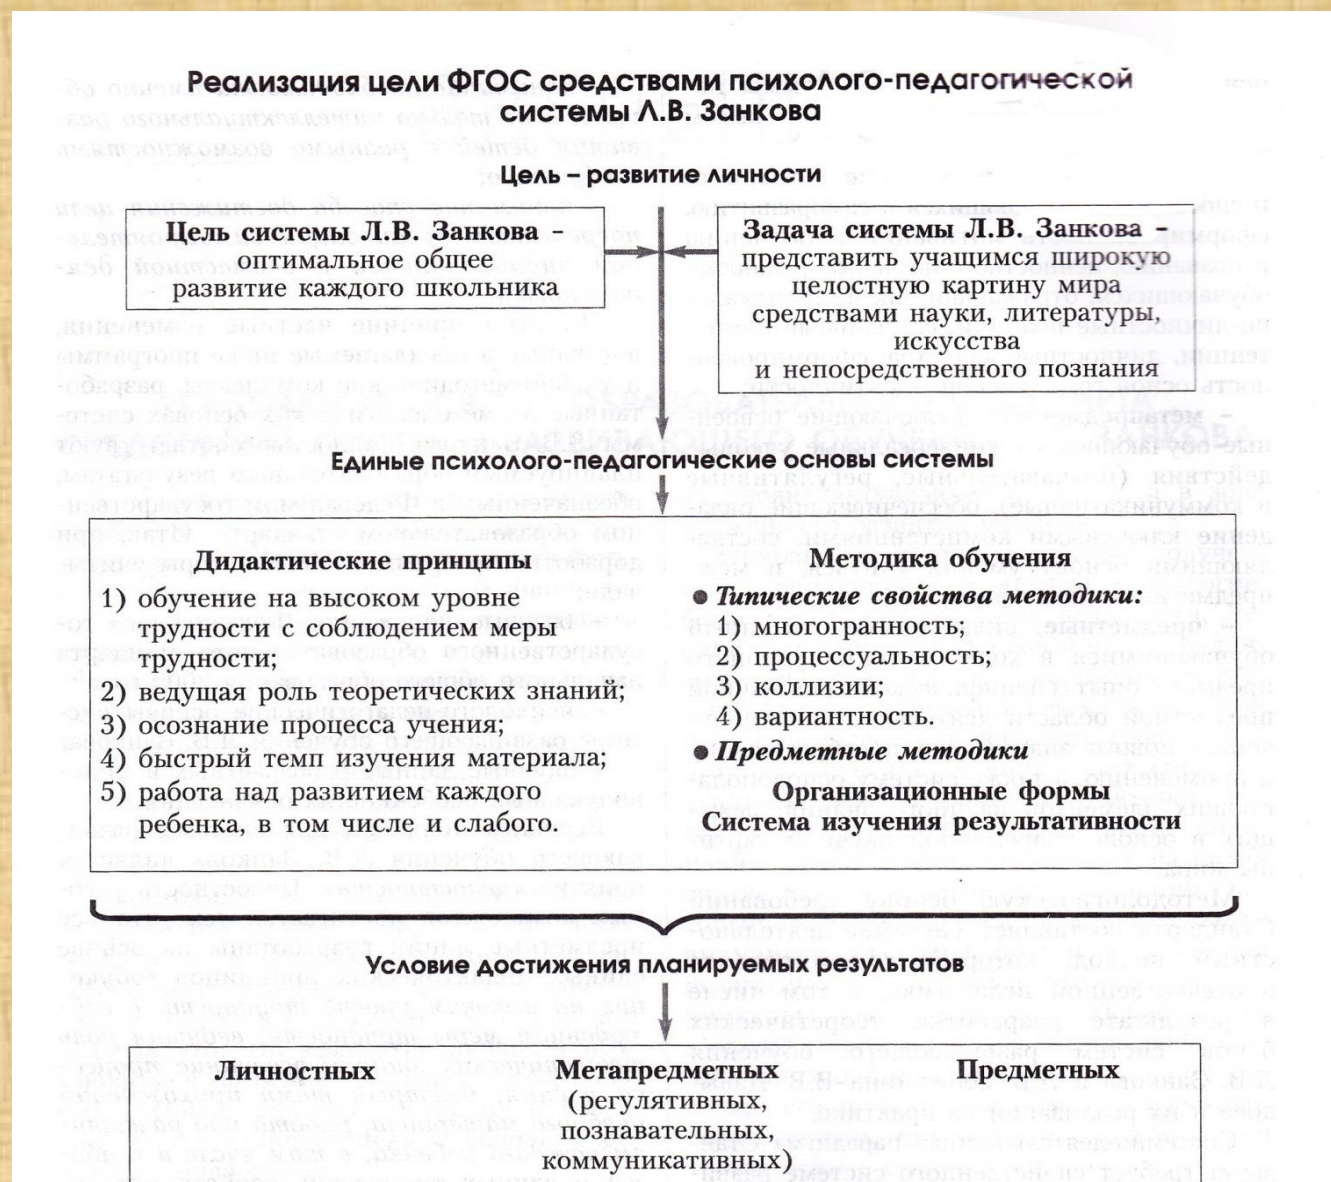 Реализация цели ФГОС средствами психолого-педагогической
системы Л.В. Занкова
Цель – развитие личности
Цель системы Л.В. Занкова –
оптимальное общее
развитие каждого школьника
Задача системы Л.В. Занкова –
представить учащимся широкую
целостную картину мира
средствами науки, литературы,
искусства
и непосредственного познания
Единые психолого-педагогические основы системы
Дидактические принципы
1) обучение на высоком уровне
трудности с соблюдением меры
трудности;
2) ведущая роль теоретических знаний;
3) осознание процесса учения;
4) быстрый темп изучения материала;
5) работа над развитием каждого
ребенка, в том числе и слабого.
Методика обучения
● Типические свойства методики:
1) многогранность;
2) процессуальность;
3) коллизии;
4) вариантность.
● Предметные методики
Организационные формы
Система изучения результативности
Условие достижения планируемых результатов
Личностных
Метапредметных
(регулятивных,
познавательных,
коммуникативных)
Предметных